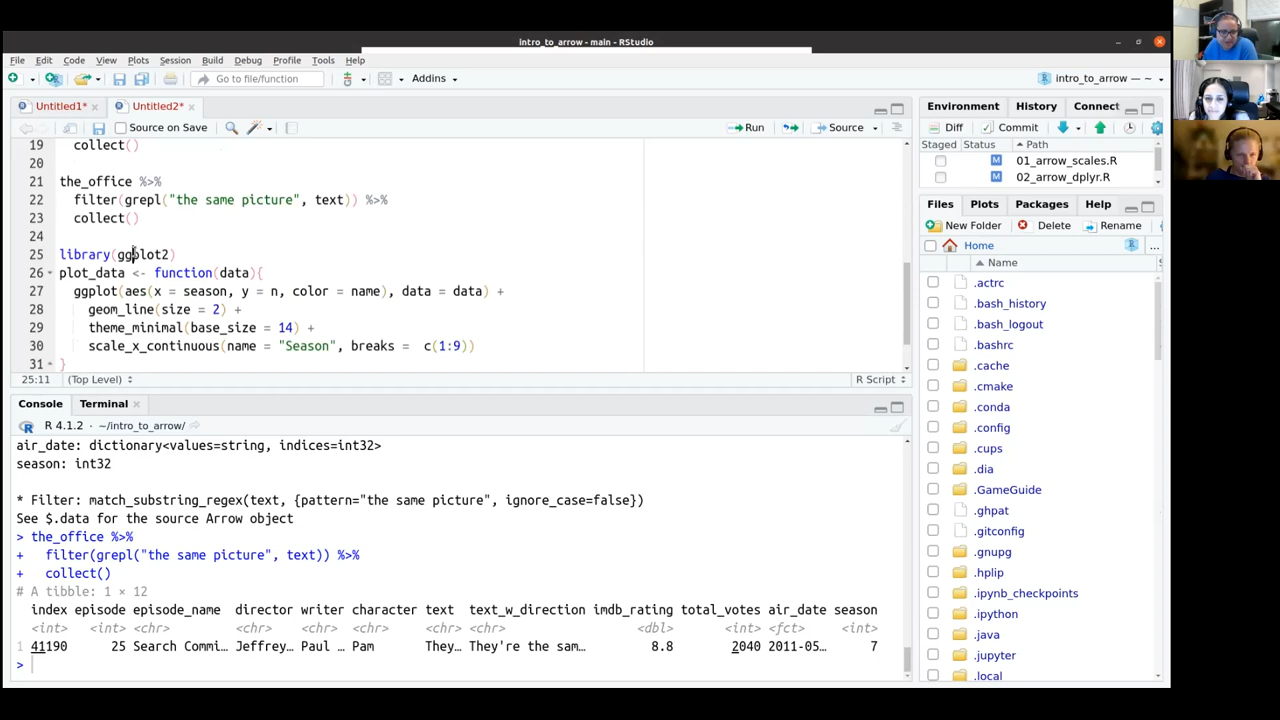 intro_to_arrow - main - RStudio
File Edit Code View Plots Session Build Debug Profile Tools Help
Go to file/function Addins intro_to_arrow — ~
Untitled1* Untitled2*
Source on Save Run Source
19 collect()
20
21 the_office %>%
22 filter(grepl("the same picture", text)) %>%
23 collect()
24
25 library(ggplot2)
26 plot_data <- function(data){
27 ggplot(aes(x = season, y = n, color = name), data = data) +
28 geom_line(size = 2) +
29 theme_minimal(base_size = 14) +
30 scale_x_continuous(name = "Season", breaks =  c(1:9))
31 }
25:11 (Top Level) R Script
Console Terminal
R 4.1.2 · ~/intro_to_arrow/
air_date: dictionary<values=string, indices=int32>
season: int32
* Filter: match_substring_regex(text, {pattern="the same picture", ignore_case=false})
See $.data for the source Arrow object
> the_office %>%
+ filter(grepl("the same picture", text)) %>%
+ collect()
# A tibble: 1 × 12
index episode episode_name director writer character text text_w_direction imdb_rating total_votes air_date season
<int> <int> <chr> <chr> <chr> <chr> <chr> <chr> <dbl> <int> <fct> <int>
1 41190 25 Search Commi… Jeffrey… Paul … Pam They… They're the sam… 8.8 2040 2011-05… 7
>
Environment History Connect
Diff Commit
Staged Status Path
M 01_arrow_scales.R
M 02_arrow_dplyr.R
Files Plots Packages Help
New Folder Delete Rename
Home ...
Name
.actrc
.bash_history
.bash_logout
.bashrc
.cache
.cmake
.conda
.config
.cups
.dia
.GameGuide
.ghpat
.gitconfig
.gnupg
.hplip
.ipynb_checkpoints
.ipython
.java
.jupyter
.local